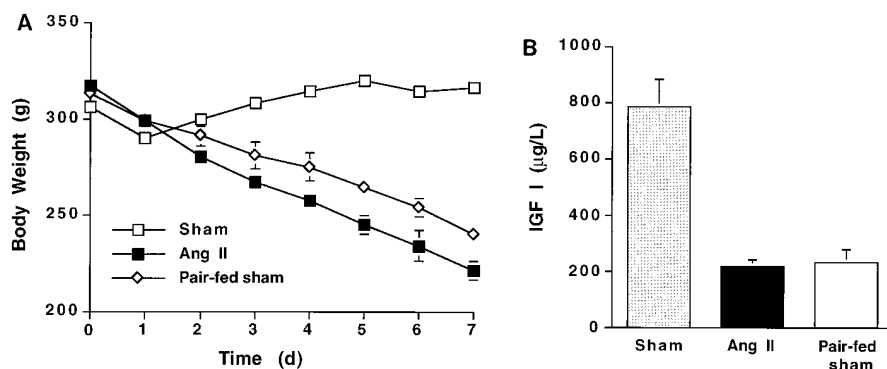 A
350
300
250
200
Body Weight (g)
Sham
Ang II
Pair-fed sham
0 1 2 3 4 5 6 7
Time (d)
B
1000
800
600
400
200
0
IGF I (µg/L)
Sham
Ang II
Pair-fed
sham